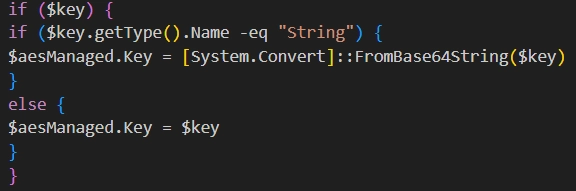 if ($key) {
if ($key.getType().Name -eq "String") {
$aesManaged.Key = [System.Convert]::FromBase64String($key)
}
else {
$aesManaged.Key = $key
}
}